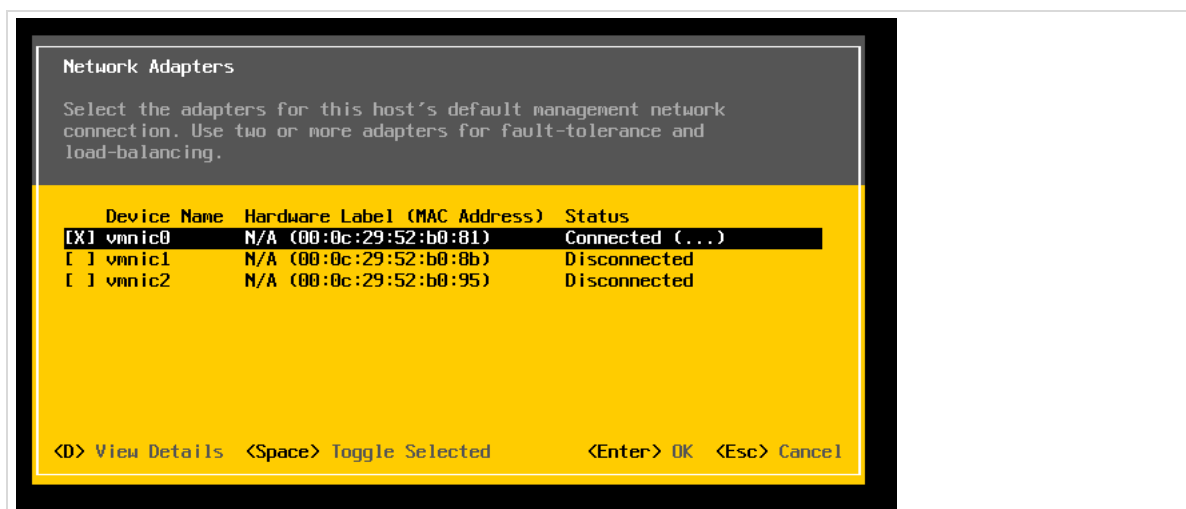 Network Adapters
Select the adapters for this host's default management network
connection. Use two or more adapters for fault-tolerance and
load-balancing.
Device Name Hardware Label (MAC Address) Status
[X] vmnic0 N/A (00:0c:29:52:b0:81) Connected (...)
[ ] vmnic1 N/A (00:0c:29:52:b0:8b) Disconnected
[ ] vmnic2 N/A (00:0c:29:52:b0:95) Disconnected
<D> View Details <Space> Toggle Selected <Enter> OK <Esc> Cancel